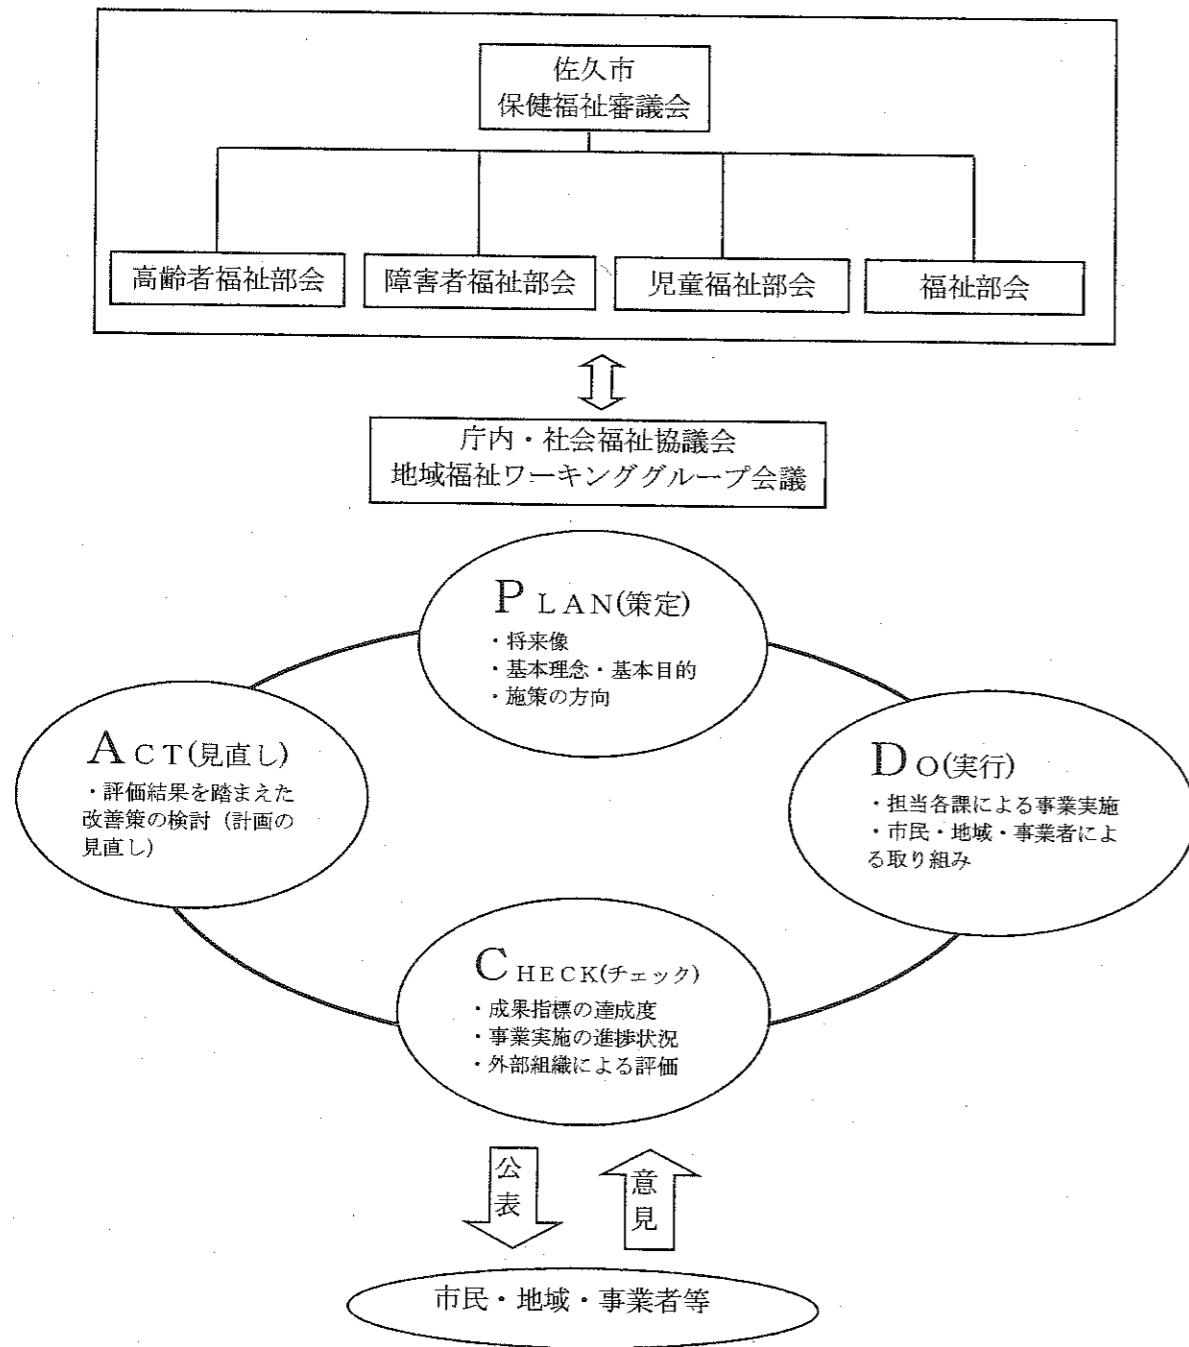 佐久市
保健福祉審議会
高齢者福祉部会
障害者福祉部会
児童福祉部会
福祉部会
庁内・社会福祉協議会
地域福祉ワーキンググループ会議
PLAN(策定)
・将来像
・基本理念・基本目的
・施策の方向
ACT(見直し)
・評価結果を踏まえた
改善策の検討（計画の
見直し）
DO(実行)
・担当各課による事業実施
・市民・地域・事業者によ
る取り組み
CHECK(チェック)
・成果指標の達成度
・事業実施の進捗状況
・外部組織による評価
公表
意見
市民・地域・事業者等